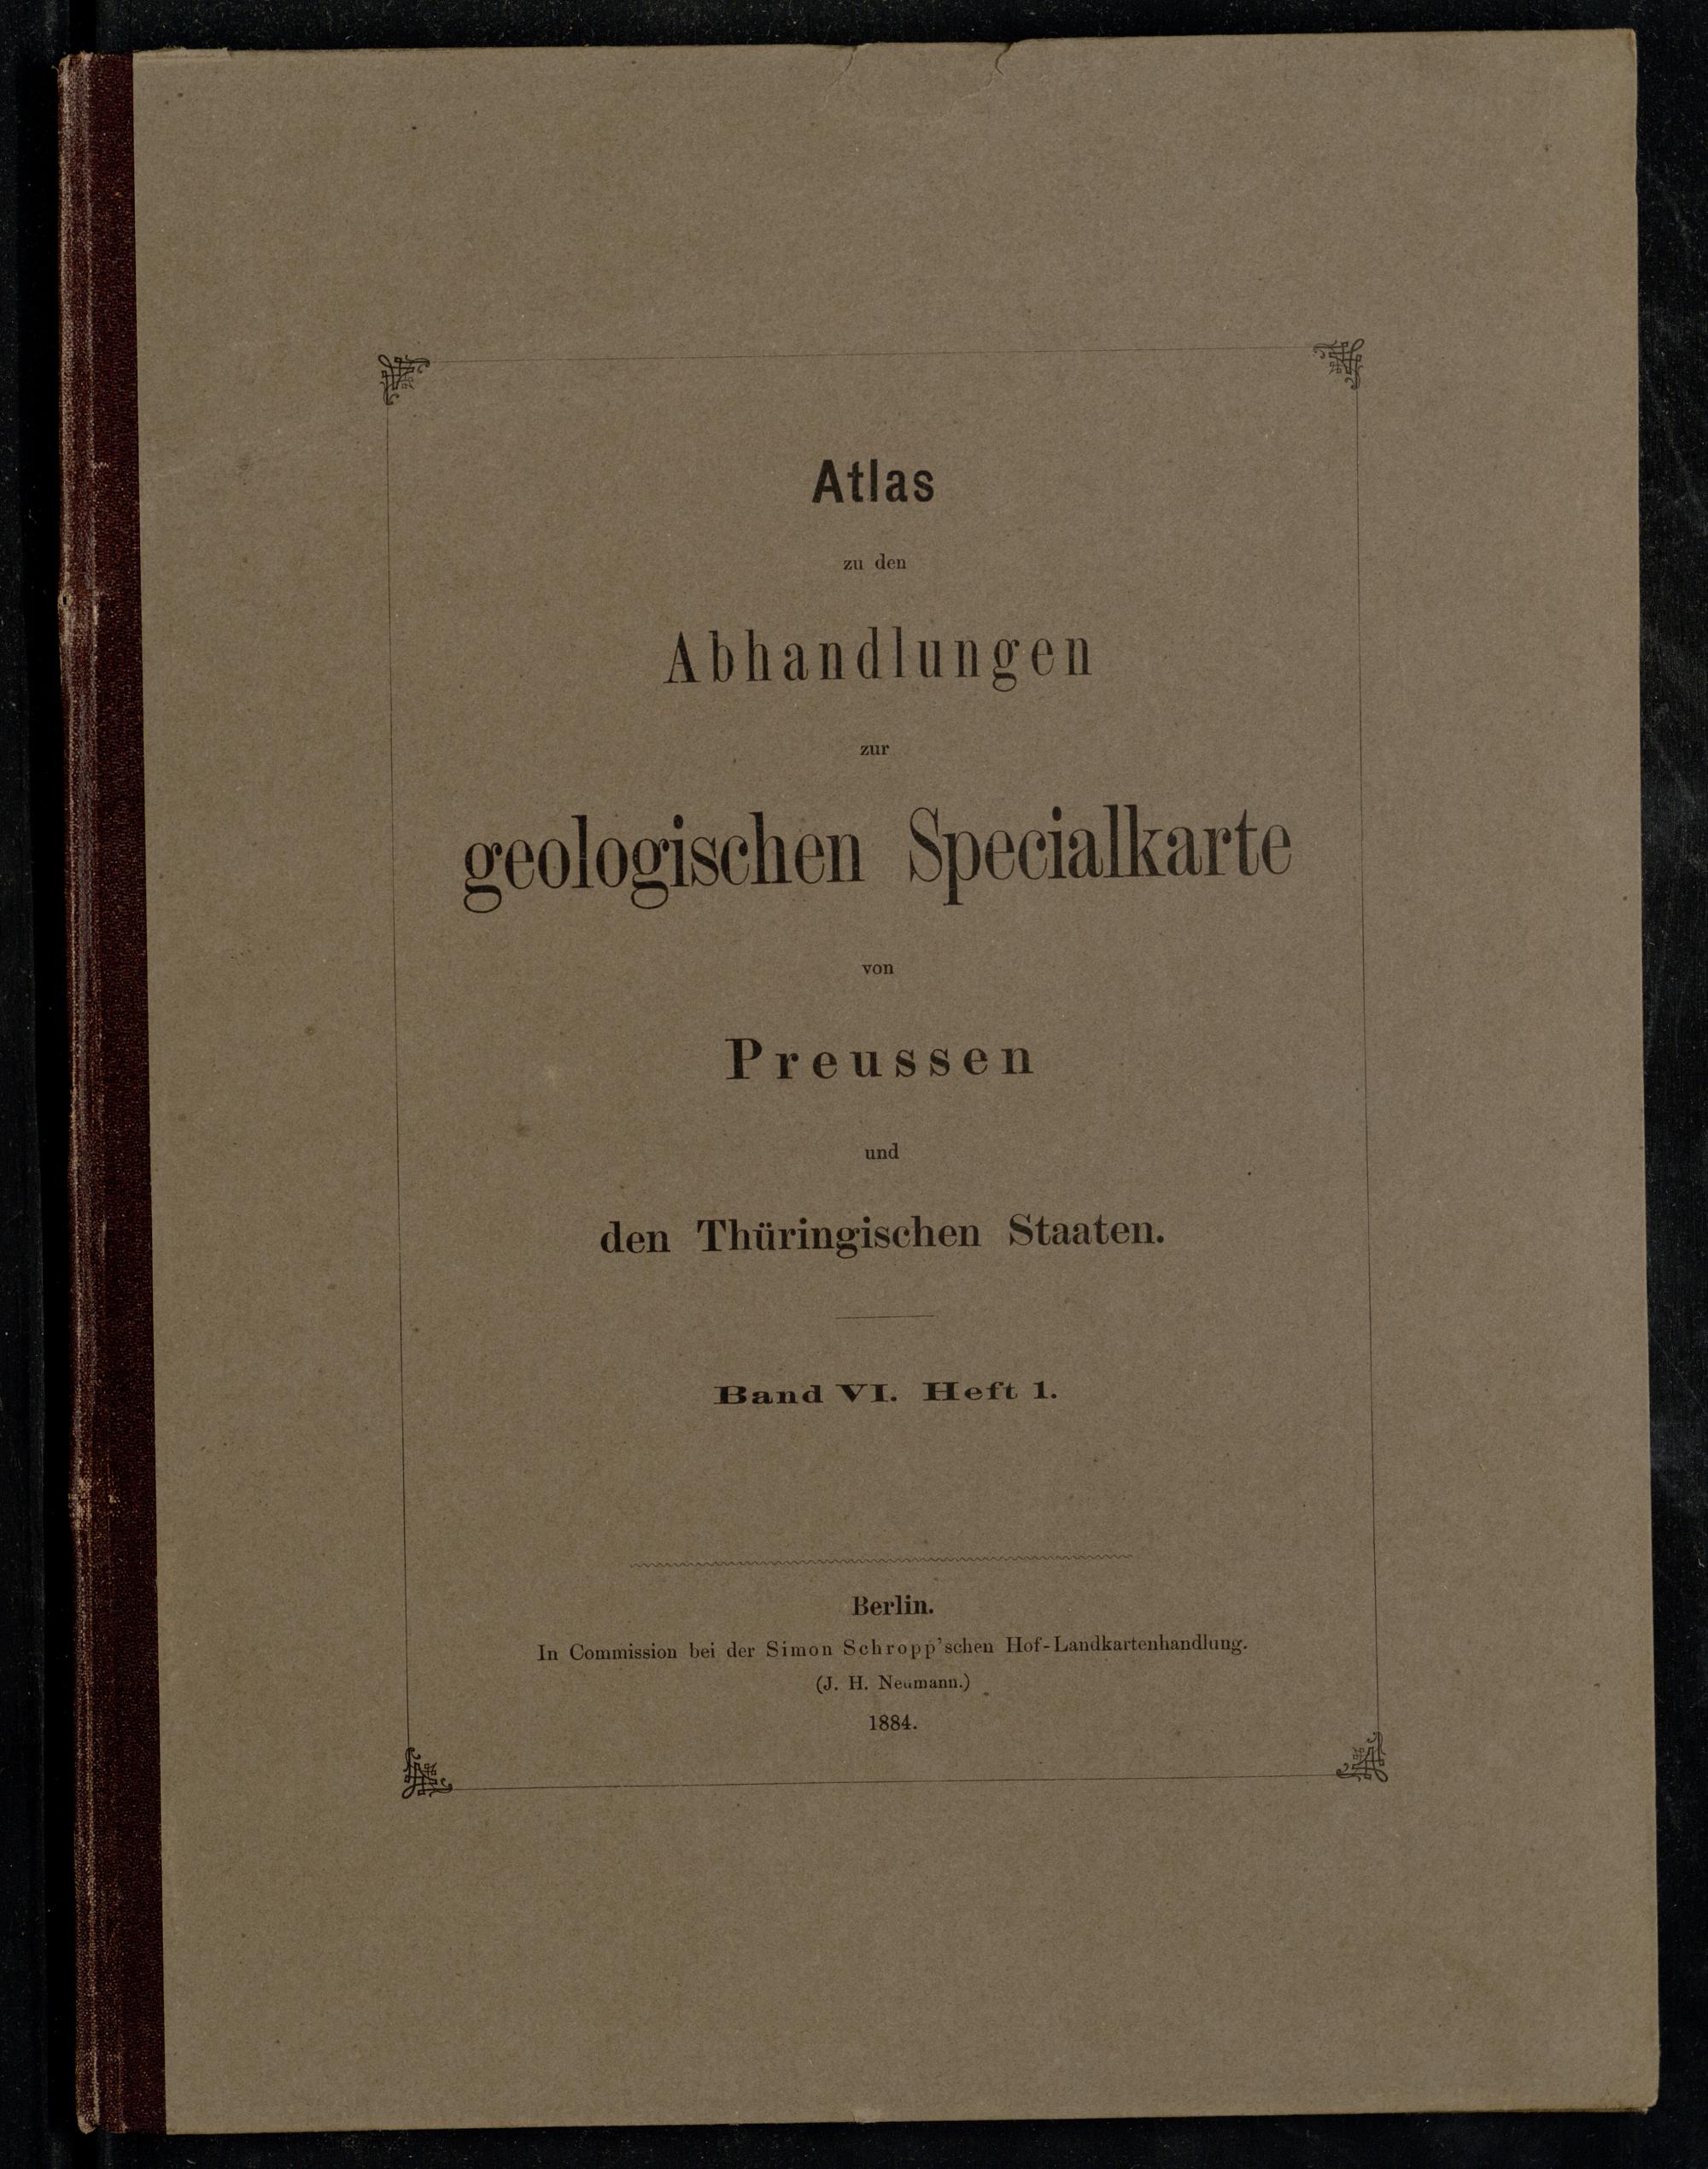 Atlas
zu den
Abhandlungen
zur
geologischen Specialkarte
von
Preussen
und
den Thüringischen Staaten.
Band VI. Heft 1.
Berlin.
In Commission bei der Simon Schropp'schen Hof-Landkartenhandlung.
(J. H. Neumann.)
1884.